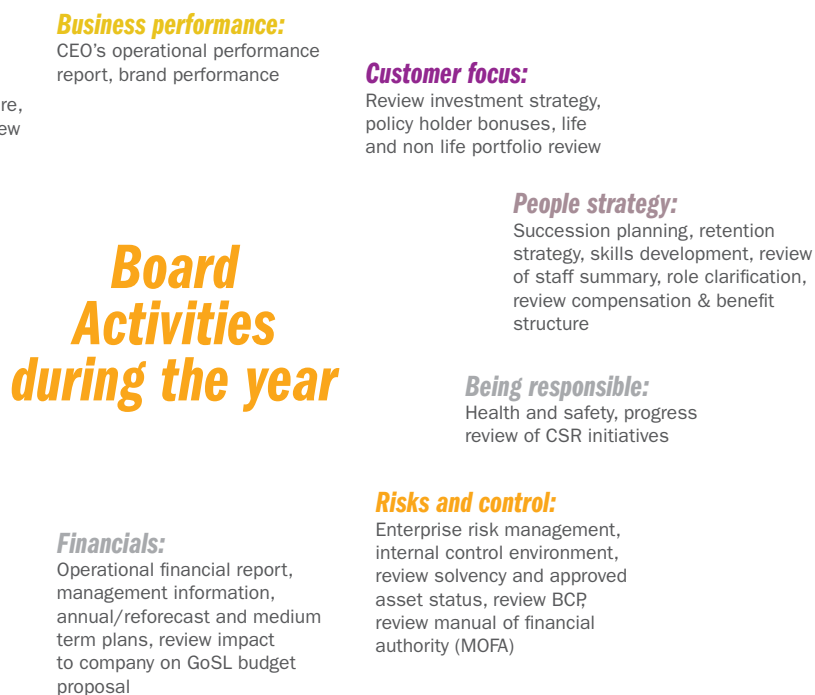 Business performance:
CEO's operational performance
report, brand performance
Customer focus:
Review investment strategy,
policy holder bonuses, life
and non life portfolio review
People strategy:
Succession planning, retention
strategy, skills development, review
of staff summary, role clarification,
review compensation & benefit
structure
Board
Activities
during the year
Being responsible:
Health and safety, progress
review of CSR initiatives
Risks and control:
Enterprise risk management,
internal control environment,
review solvency and approved
asset status, review BCP,
review manual of financial
authority (MOFA)
Financials:
Operational financial report,
management information,
annual/reforecast and medium
term plans, review impact
to company on GoSL budget
proposal